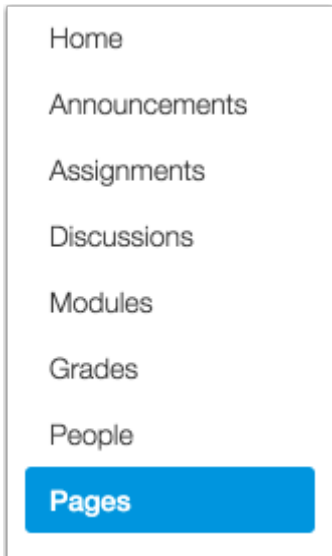 Home
Announcements
Assignments
Discussions
Modules
Grades
People
Pages